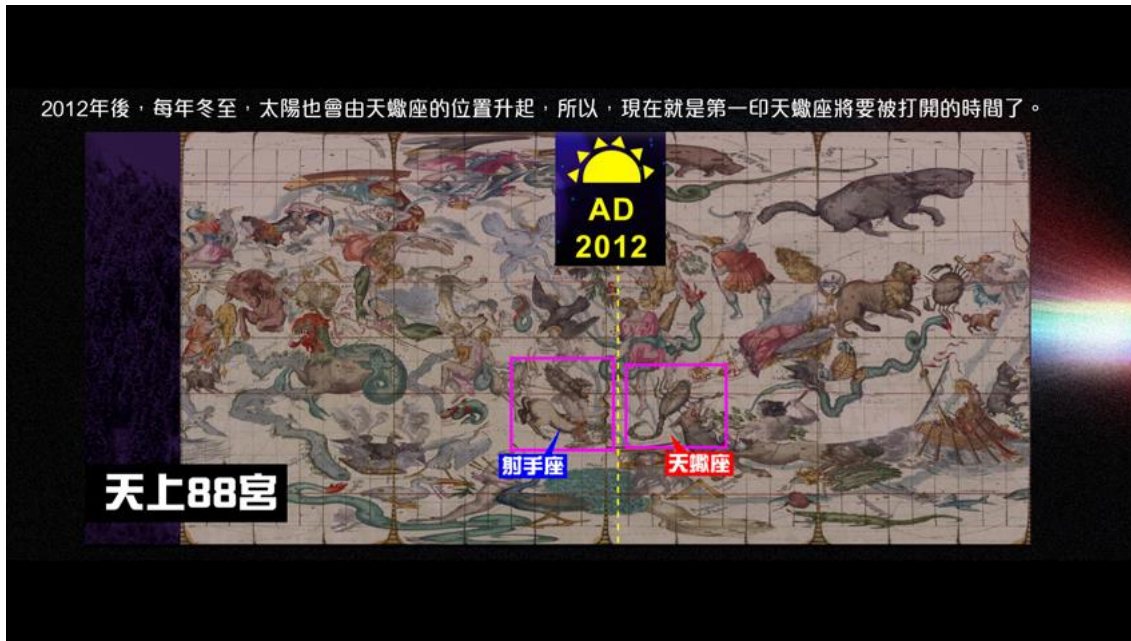 2012年後，每年冬至，太陽也會由天蠍座的位置升起，所以，現在就是第一印天蠍座將要被打開的時間了。
AD
2012
射手座
天蠍座
天上88宮